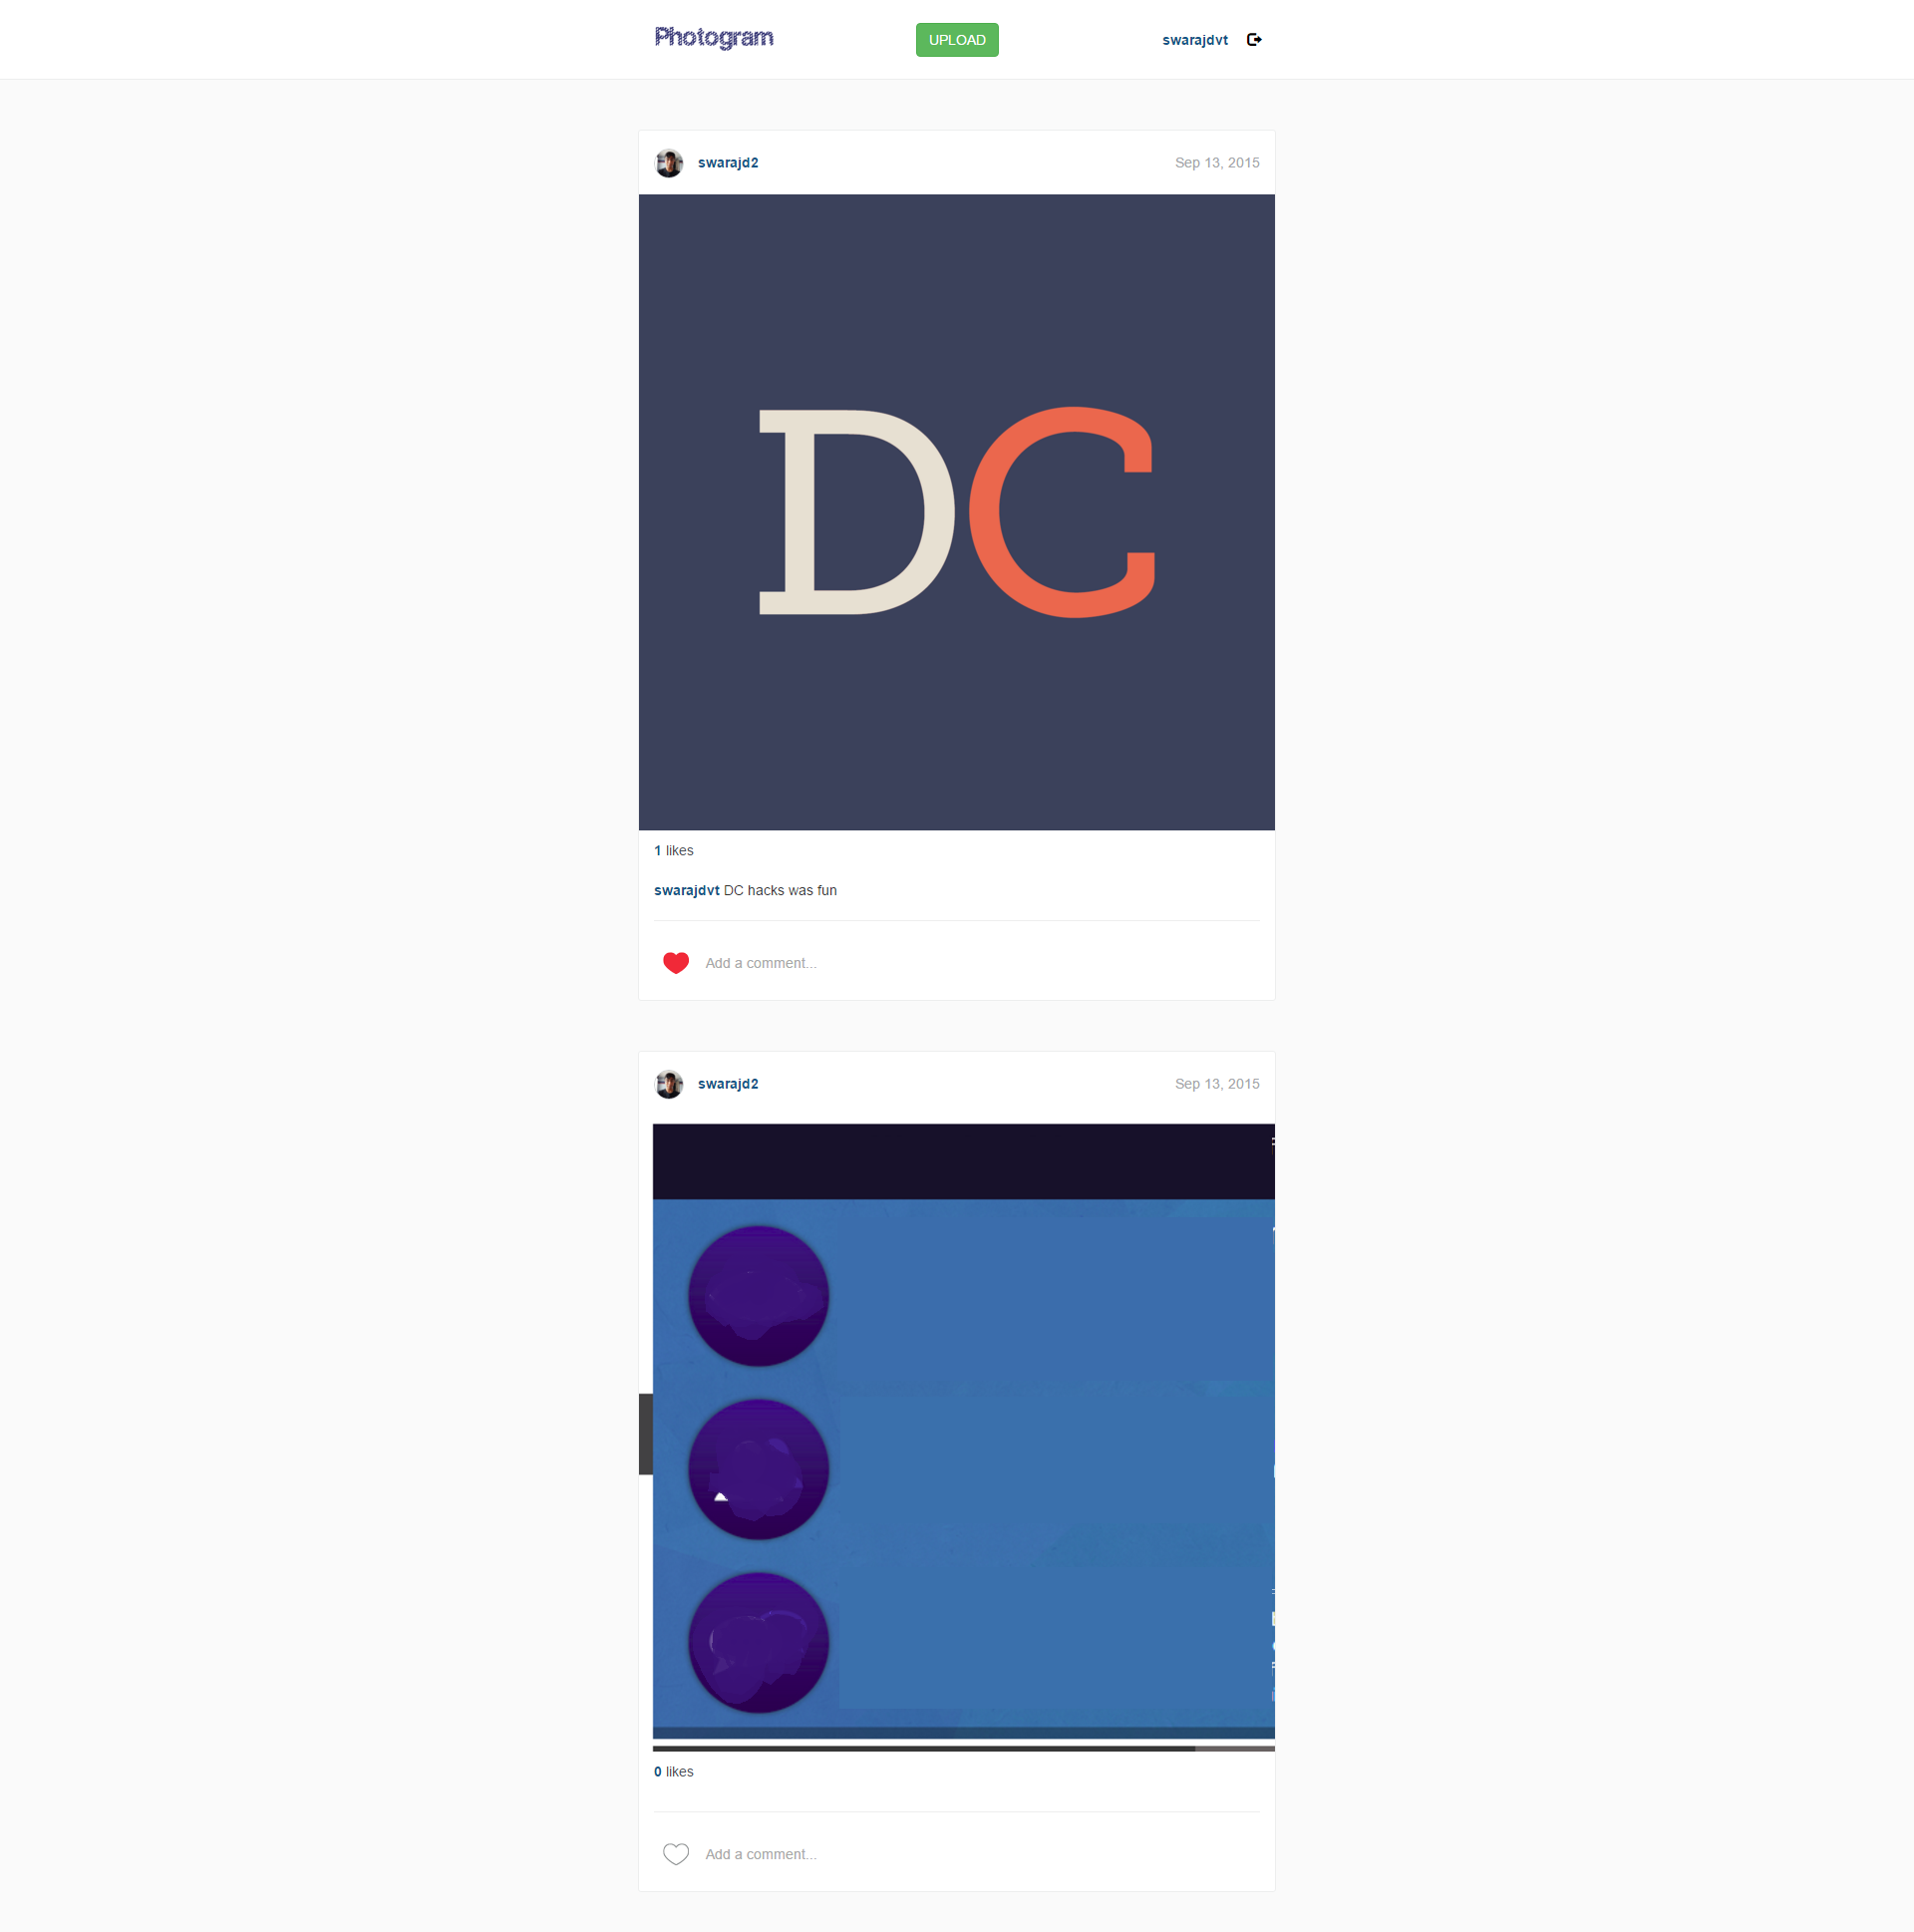 Photogram
UPLOAD
swarajdvt
swarajd2
Sep 13, 2015
DC
1 likes
swarajdvt DC hacks was fun
Add a comment...
swarajd2
Sep 13, 2015
0 likes
Add a comment...